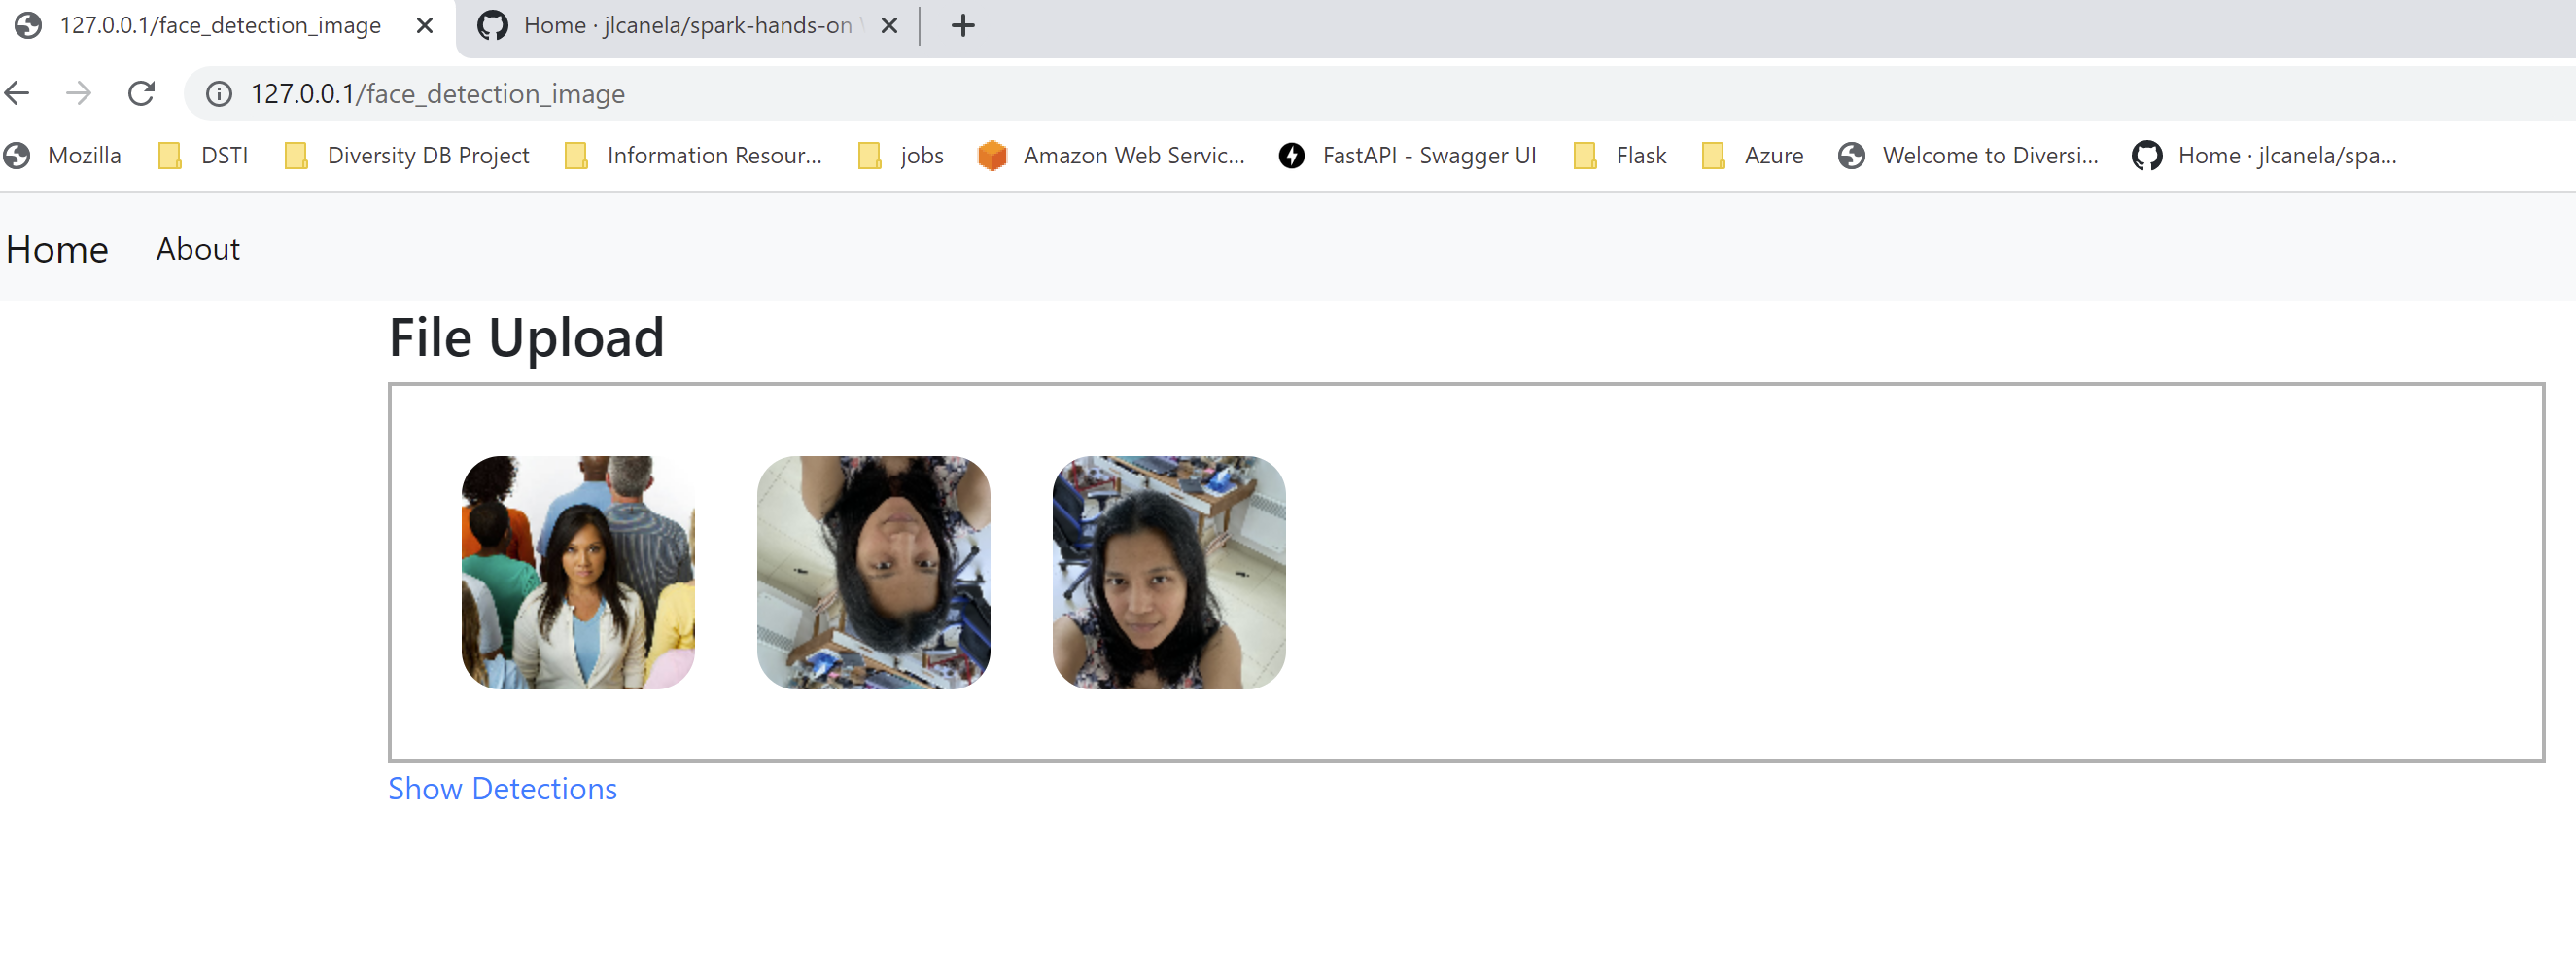 127.0.0.1/face_detection_image Home · jlcanela/spark-hands-on
127.0.0.1/face_detection_image
Mozilla DSTI Diversity DB Project Information Resour... jobs Amazon Web Servic... FastAPI - Swagger UI Flask Azure Welcome to Diversi... Home · jlcanela/spa...
Home About
File Upload
Show Detections